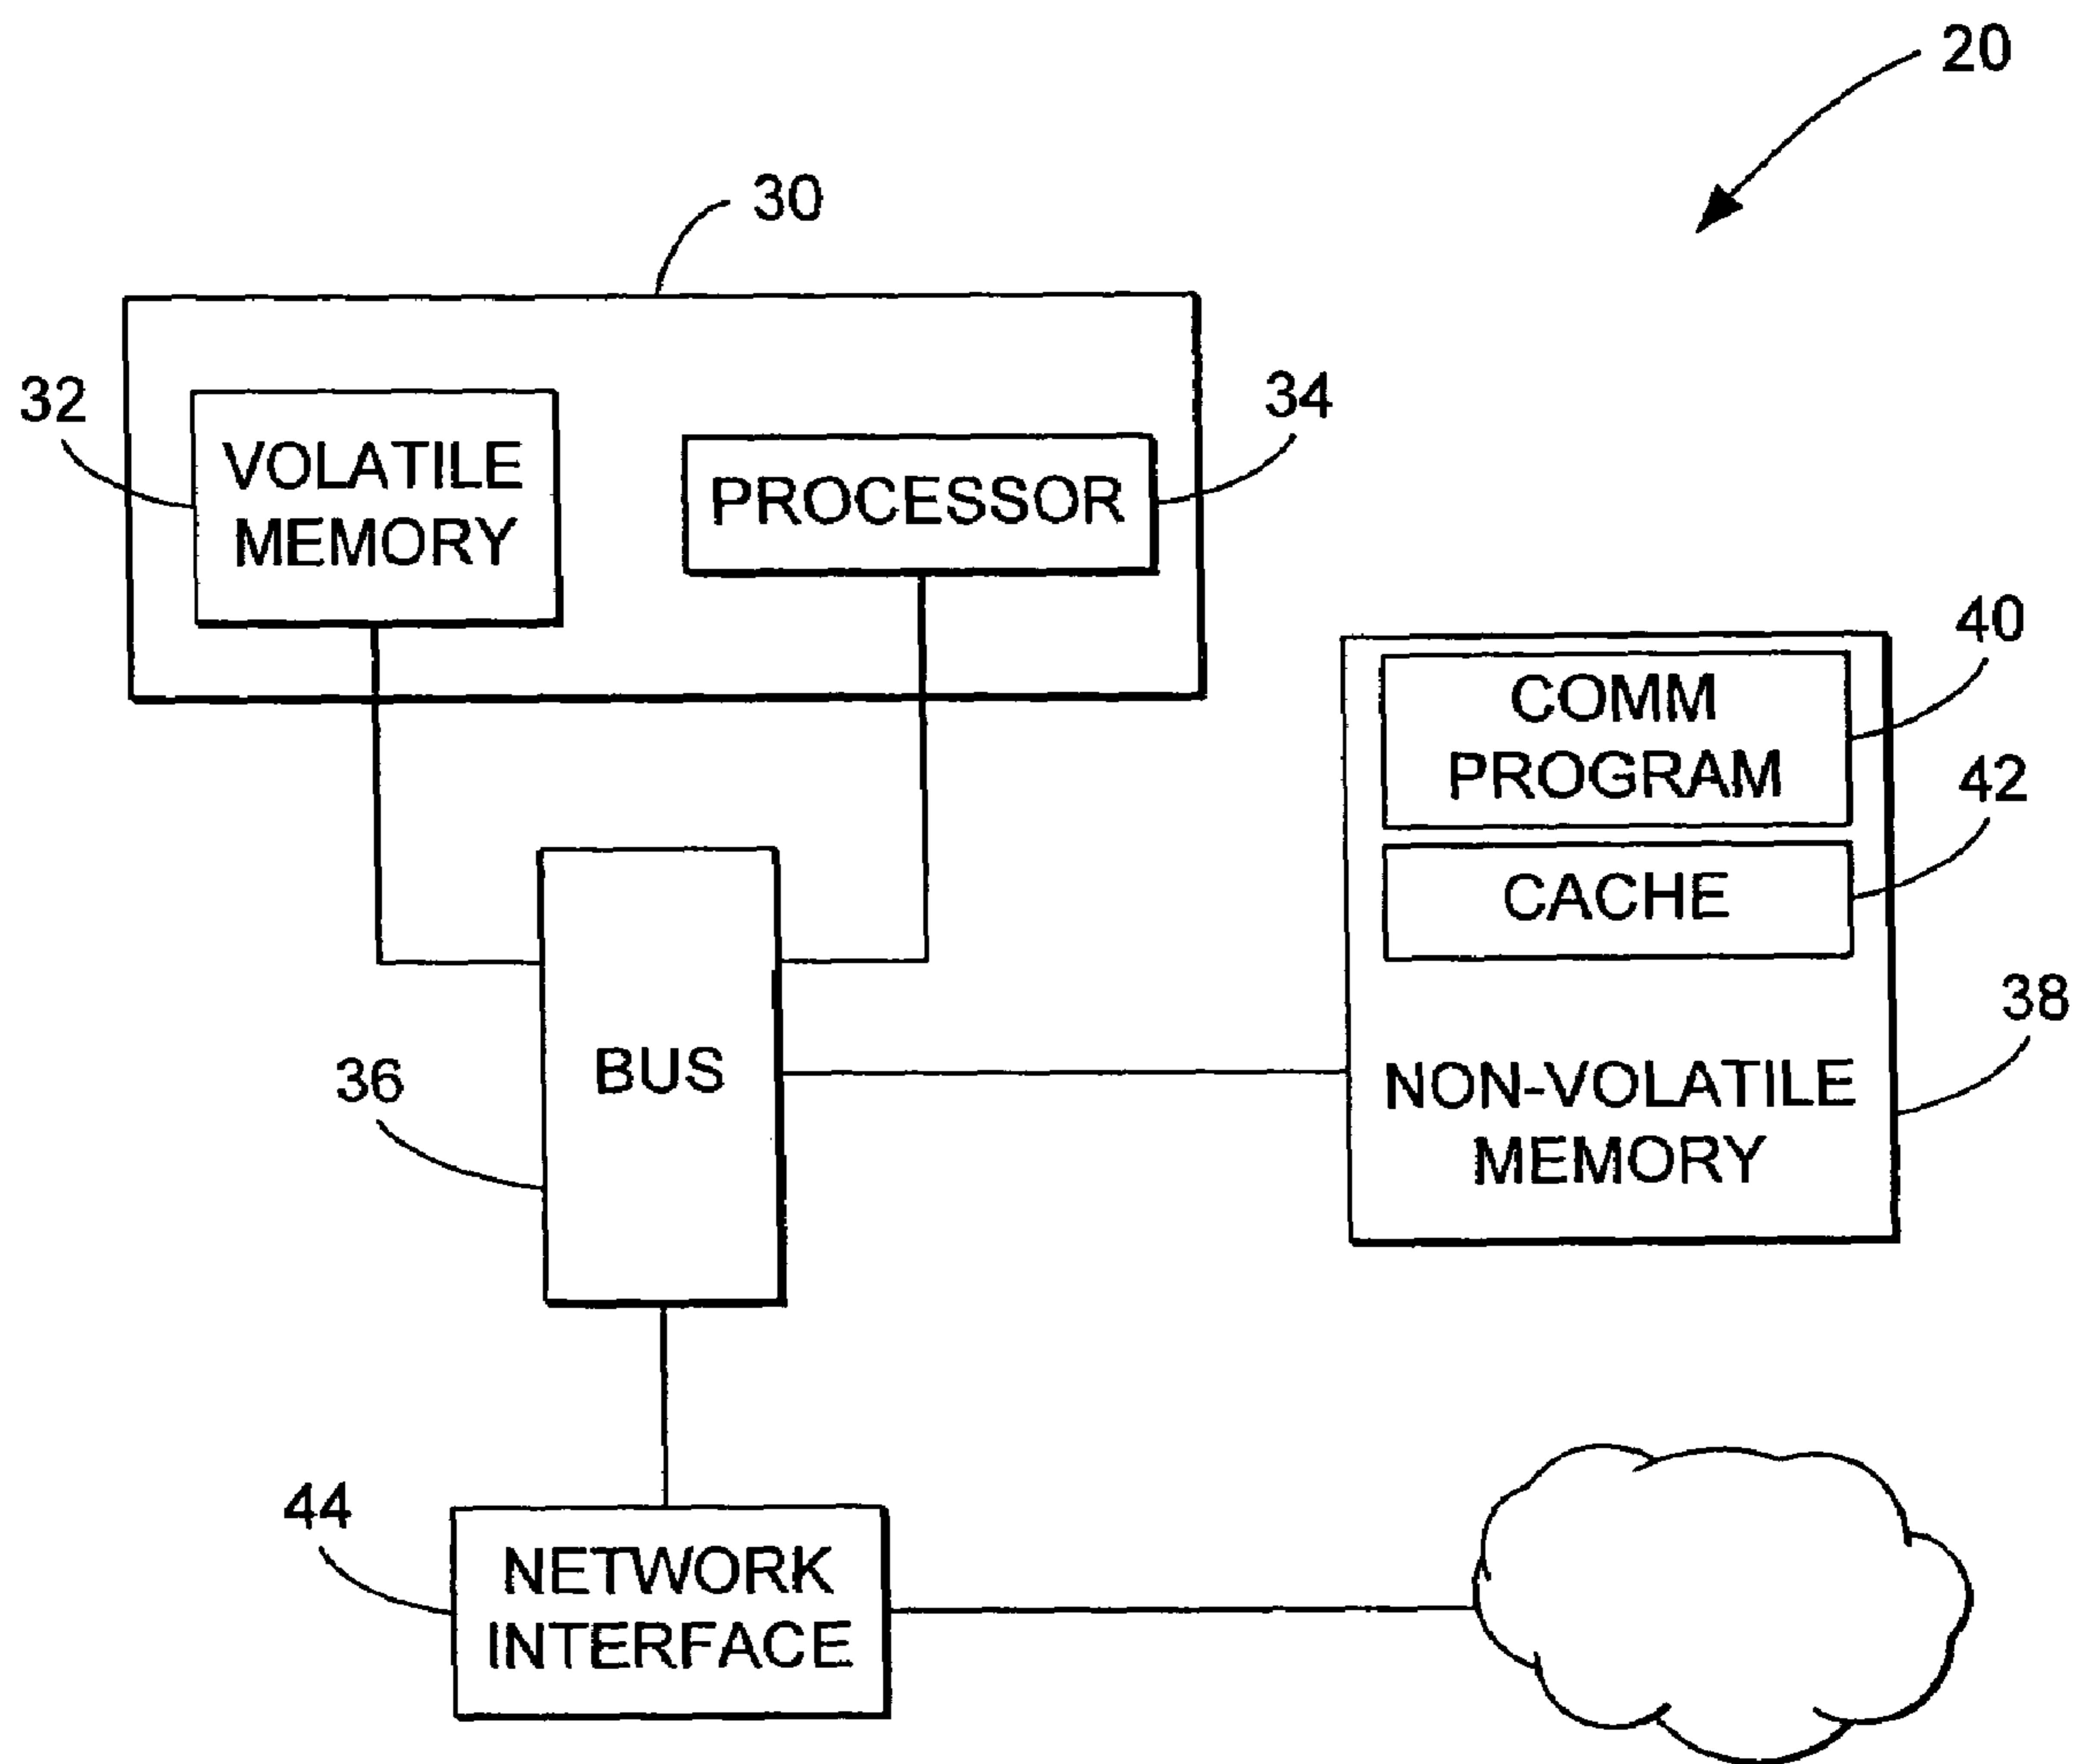 20
30
32
VOLATILE
MEMORY
PROCESSOR
34
40
COMM
PROGRAM
42
CACHE
38
NON-VOLATILE
MEMORY
36
BUS
44
NETWORK
INTERFACE